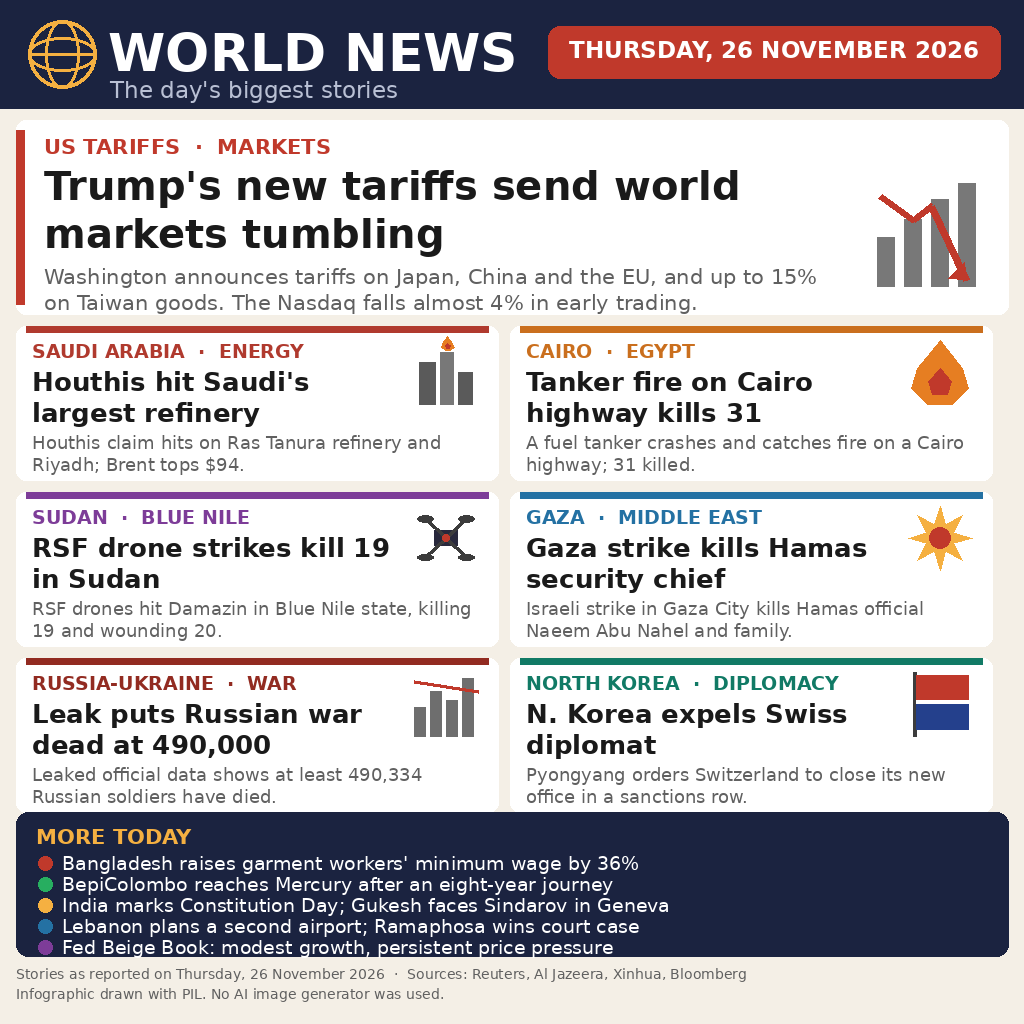 WORLD NEWS
The day's biggest stories
THURSDAY, 26 NOVEMBER 2026
US TARIFFS · MARKETS
Trump's new tariffs send world
markets tumbling
Washington announces tariffs on Japan, China and the EU, and up to 15%
on Taiwan goods. The Nasdaq falls almost 4% in early trading.
SAUDI ARABIA · ENERGY
Houthis hit Saudi's
largest refinery
Houthis claim hits on Ras Tanura refinery and
Riyadh; Brent tops $94.
CAIRO · EGYPT
Tanker fire on Cairo
highway kills 31
A fuel tanker crashes and catches fire on a Cairo
highway; 31 killed.
SUDAN · BLUE NILE
RSF drone strikes kill 19
in Sudan
RSF drones hit Damazin in Blue Nile state, killing
19 and wounding 20.
GAZA · MIDDLE EAST
Gaza strike kills Hamas
security chief
Israeli strike in Gaza City kills Hamas official
Naeem Abu Nahel and family.
RUSSIA-UKRAINE · WAR
Leak puts Russian war
dead at 490,000
Leaked official data shows at least 490,334
Russian soldiers have died.
NORTH KOREA · DIPLOMACY
N. Korea expels Swiss
diplomat
Pyongyang orders Switzerland to close its new
office in a sanctions row.
MORE TODAY
Bangladesh raises garment workers' minimum wage by 36%
BepiColombo reaches Mercury after an eight-year journey
India marks Constitution Day; Gukesh faces Sindarov in Geneva
Lebanon plans a second airport; Ramaphosa wins court case
Fed Beige Book: modest growth, persistent price pressure
Stories as reported on Thursday, 26 November 2026 · Sources: Reuters, Al Jazeera, Xinhua, Bloomberg
Infographic drawn with PIL. No AI image generator was used.